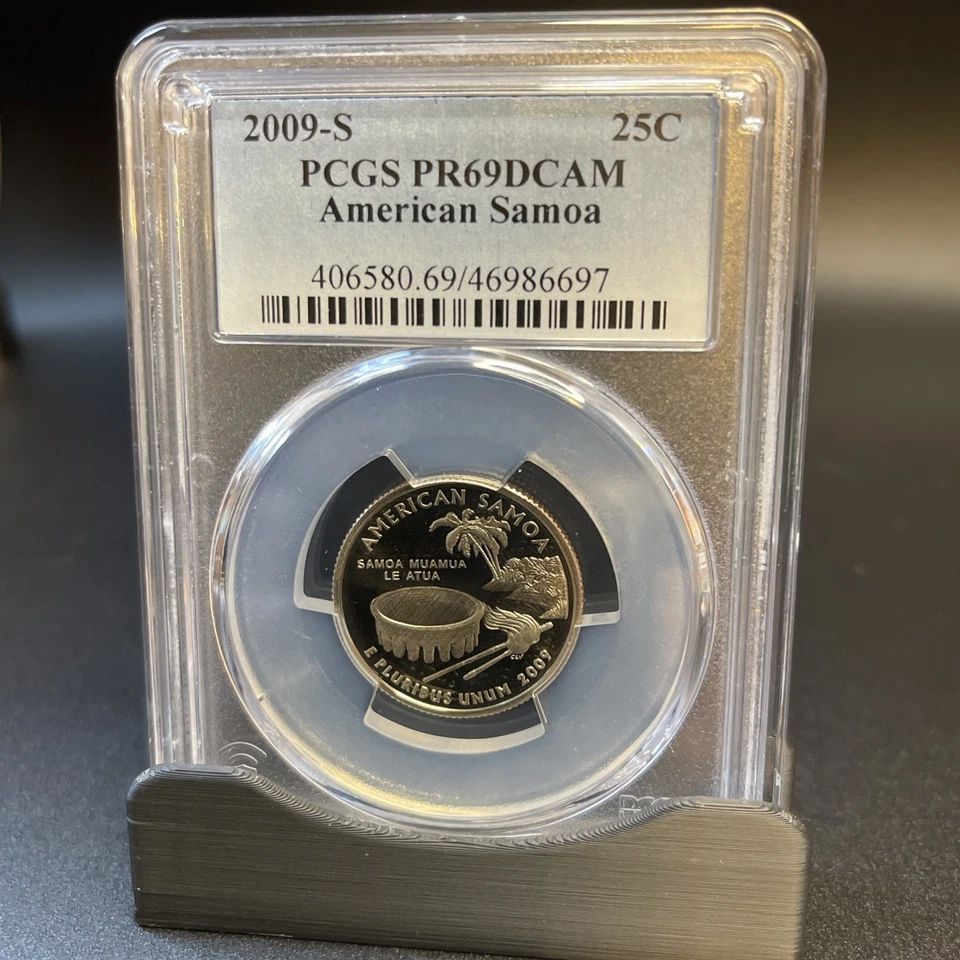 2009-S 25C
PCGS PR69DCAM
American Samoa
406580.69/46986697
AMERICAN SAMOA
SAMOA MUAMUA
LE ATUA
E PLURIBUS UNUM 2009